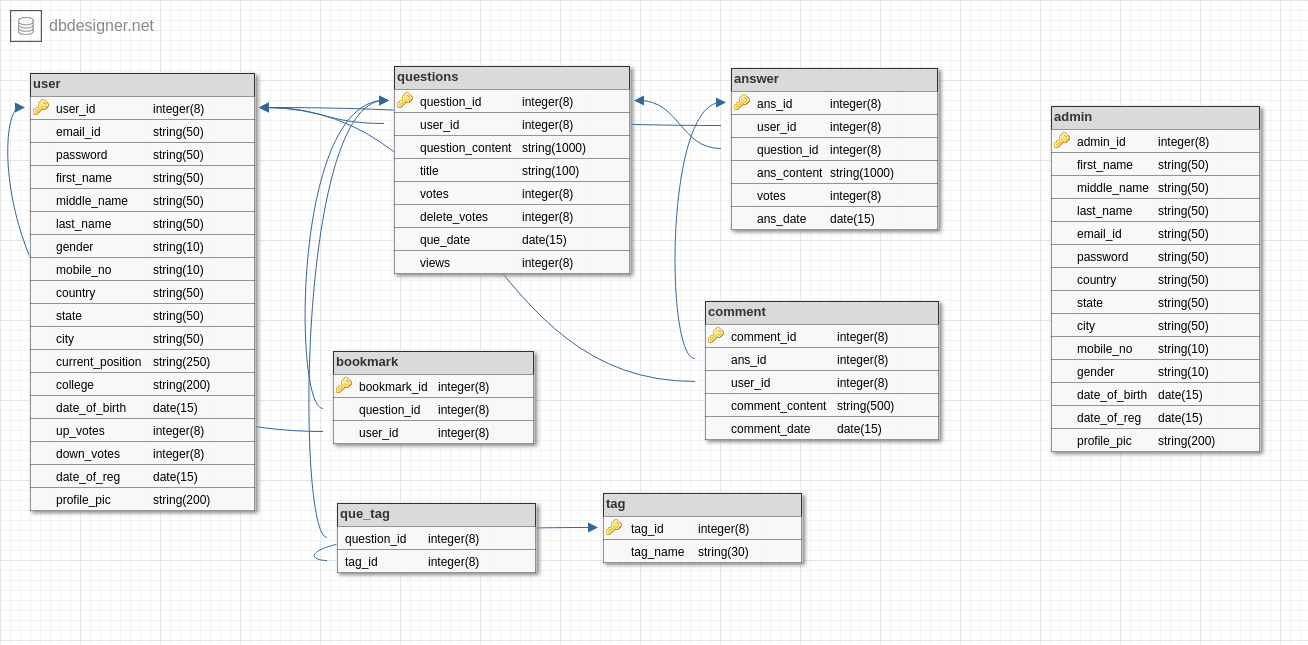 dbdesigner.net
user
user_id integer(8)
email_id string(50)
password string(50)
first_name string(50)
middle_name string(50)
last_name string(50)
gender string(10)
mobile_no string(10)
country string(50)
state string(50)
city string(50)
current_position string(250)
college string(200)
date_of_birth date(15)
up_votes integer(8)
down_votes integer(8)
date_of_reg date(15)
profile_pic string(200)
questions
question_id integer(8)
user_id integer(8)
question_content string(1000)
title string(100)
votes integer(8)
delete_votes integer(8)
que_date date(15)
views integer(8)
answer
ans_id integer(8)
user_id integer(8)
question_id integer(8)
ans_content string(1000)
votes integer(8)
ans_date date(15)
admin
admin_id integer(8)
first_name string(50)
middle_name string(50)
last_name string(50)
email_id string(50)
password string(50)
country string(50)
state string(50)
city string(50)
mobile_no string(10)
gender string(10)
date_of_birth date(15)
date_of_reg date(15)
profile_pic string(200)
comment
comment_id integer(8)
ans_id integer(8)
user_id integer(8)
comment_content string(500)
comment_date date(15)
bookmark
bookmark_id integer(8)
question_id integer(8)
user_id integer(8)
que_tag
question_id integer(8)
tag_id integer(8)
tag
tag_id integer(8)
tag_name string(30)